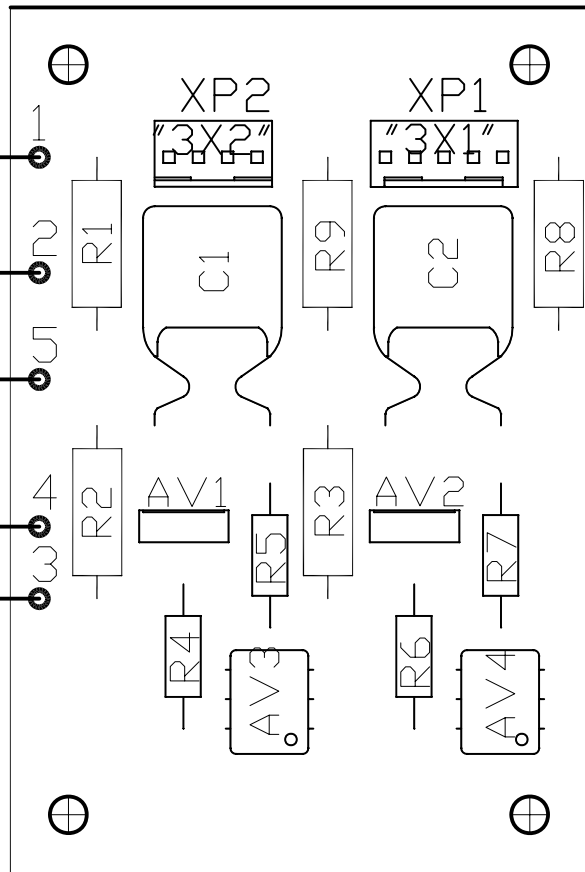 XP2 XP1
1 "3X2" "3X1"
2 R1 C1 R9 C2 R8
5
4 R2 AV1 R3 AV2
3 R5 R7
R4 AV3 R6 AV4